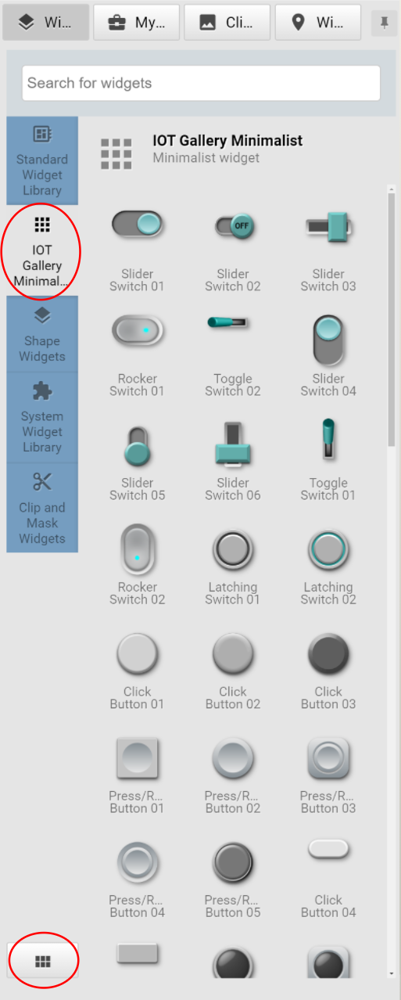 Wi...
My...
Cli...
Wi...
Search for widgets
Standard
Widget
Library
IOT
Gallery
Minimal...
Shape
Widgets
System
Widget
Library
Clip and
Mask
Widgets
IOT Gallery Minimalist
Minimalist widget
OFF
Slider
Switch 01
Slider
Switch 02
Slider
Switch 03
Rocker
Switch 01
Toggle
Switch 02
Slider
Switch 04
Slider
Switch 05
Slider
Switch 06
Toggle
Switch 01
Rocker
Switch 02
Latching
Switch 01
Latching
Switch 02
Click
Button 01
Click
Button 02
Click
Button 03
Press/R...
Button 01
Press/R...
Button 02
Press/R...
Button 03
Press/R...
Button 04
Press/R...
Button 05
Click
Button 04